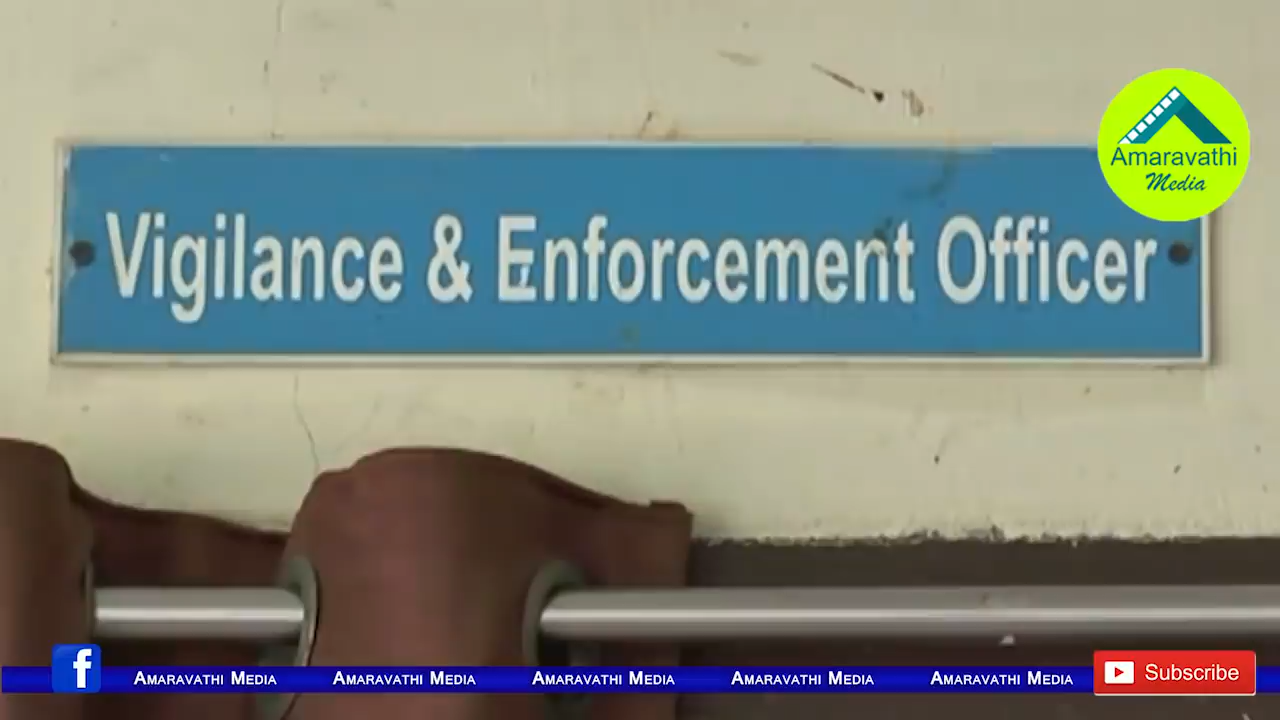 Amaravathi
Media
Vigilance & Enforcement Officer
f
Amaravathi Media Amaravathi Media Amaravathi Media Amaravathi Media Amaravathi Media
Subscribe